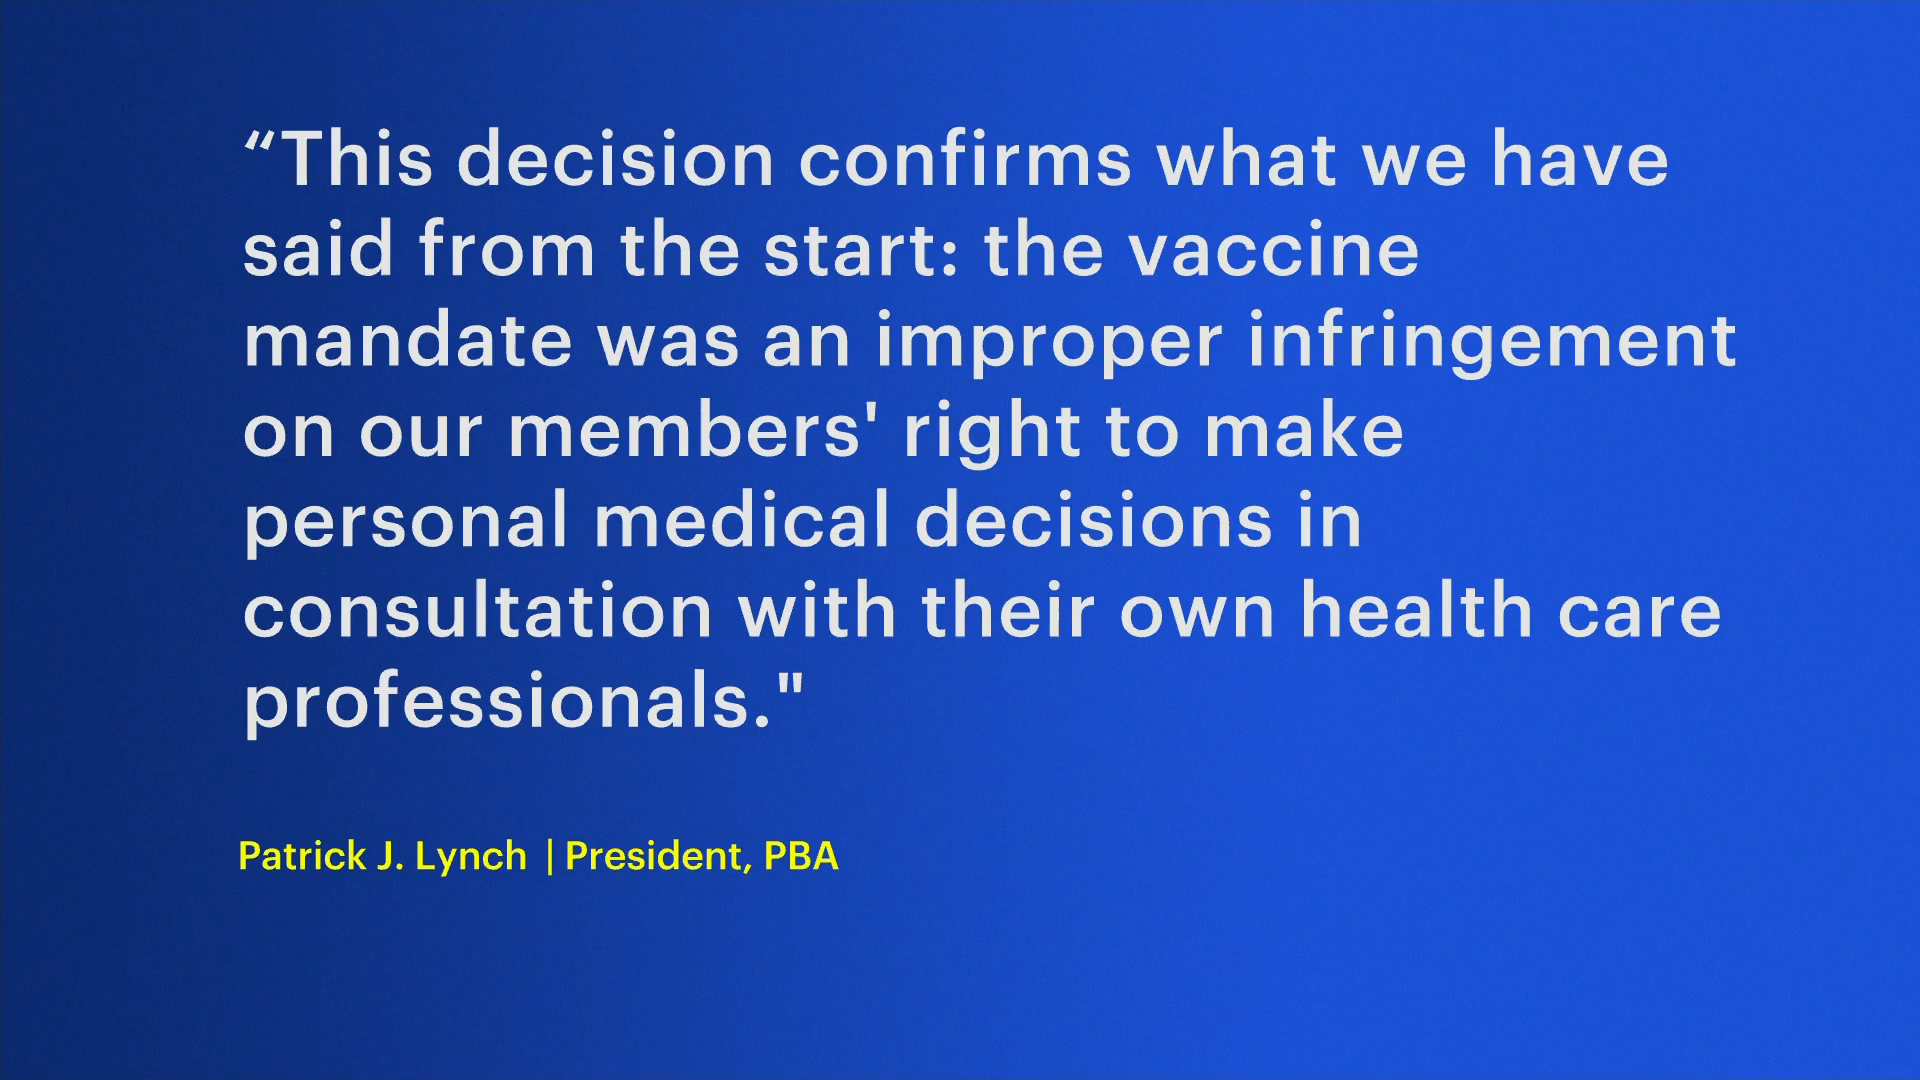 “This decision confirms what we have
said from the start: the vaccine
mandate was an improper infringement
on our members' right to make
personal medical decisions in
consultation with their own health care
professionals."
Patrick J. Lynch | President, PBA